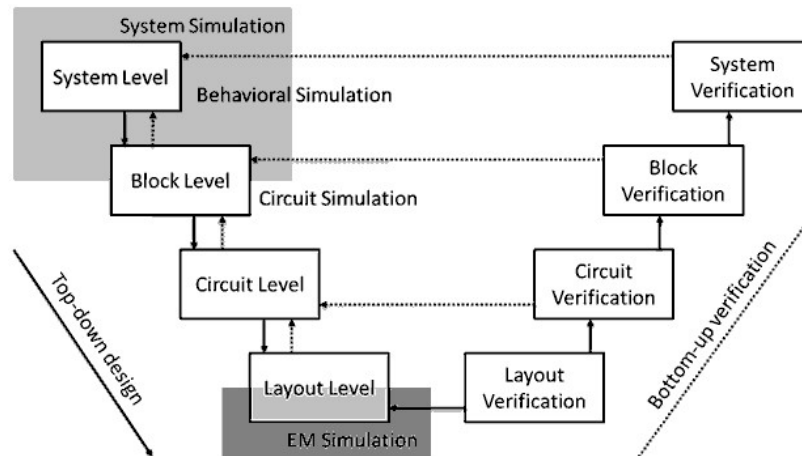 System Simulation
System Level
System
Verification
Behavioral Simulation
Block Level
Block
Verification
Circuit Simulation
Circuit Level
Circuit
Verification
Top-down design
Bottom-up verification
Layout Level
Layout
Verification
EM Simulation